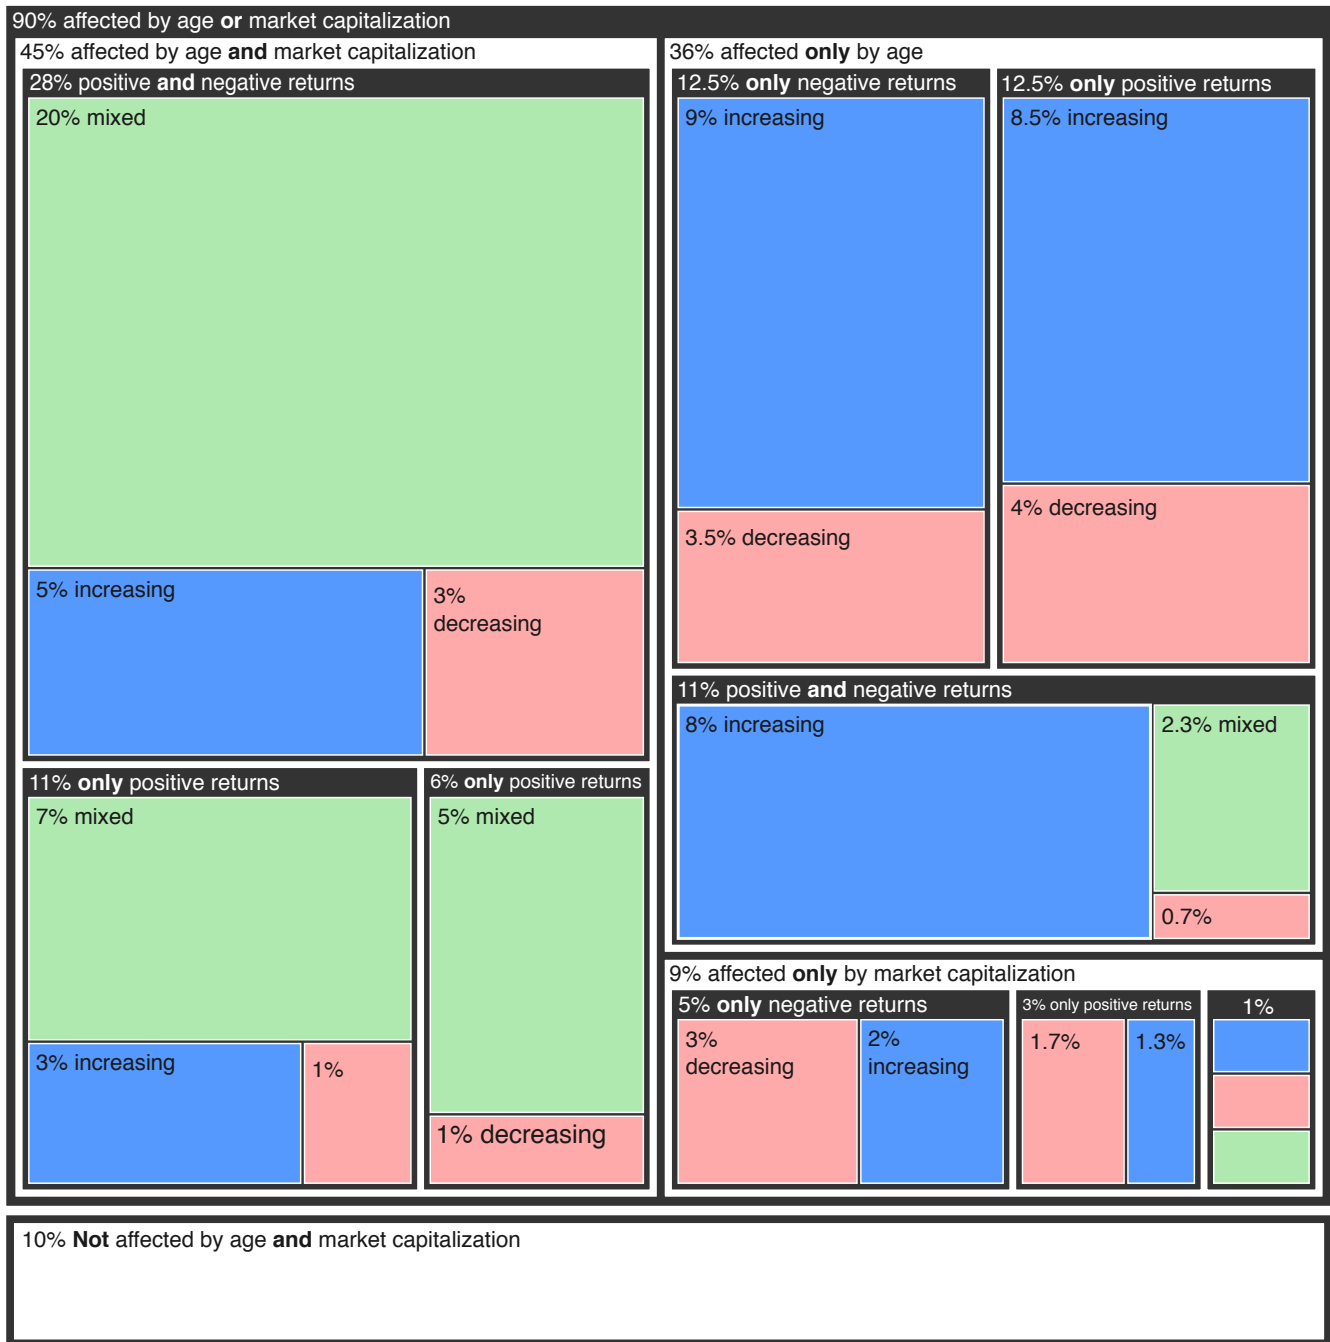 90% affected by age or market capitalization
45% affected by age and market capitalization
28% positive and negative returns
20% mixed
5% increasing
3%
decreasing
11% only positive returns
7% mixed
3% increasing
1%
6% only positive returns
5% mixed
1% decreasing
36% affected only by age
12.5% only negative returns
9% increasing
3.5% decreasing
12.5% only positive returns
8.5% increasing
4% decreasing
11% positive and negative returns
8% increasing
2.3% mixed
0.7%
9% affected only by market capitalization
5% only negative returns
3%
decreasing
2%
increasing
3% only positive returns
1.7%
1.3%
1%
10% Not affected by age and market capitalization